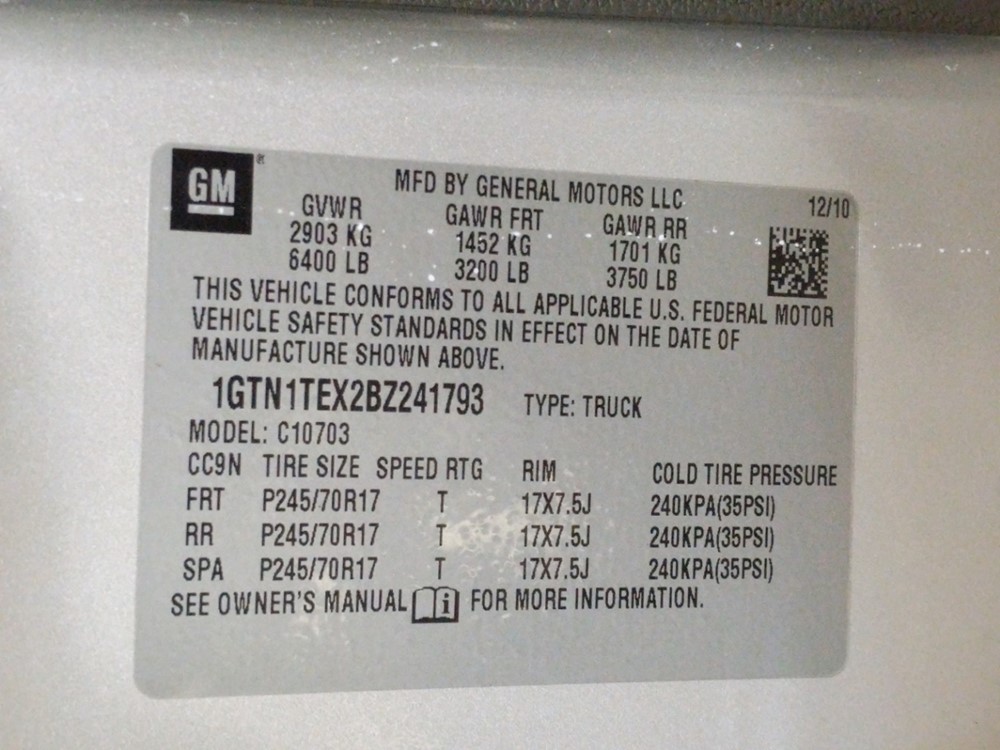 GM ®
MFD BY GENERAL MOTORS LLC 12/10
GVWR GAWR FRT GAWR RR
2903 KG 1452 KG 1701 KG
6400 LB 3200 LB 3750 LB
THIS VEHICLE CONFORMS TO ALL APPLICABLE U.S. FEDERAL MOTOR
VEHICLE SAFETY STANDARDS IN EFFECT ON THE DATE OF
MANUFACTURE SHOWN ABOVE.
1GTN1TEX2BZ241793 TYPE: TRUCK
MODEL: C10703
CC9N TIRE SIZE SPEED RTG RIM COLD TIRE PRESSURE
FRT P245/70R17 T 17X7.5J 240KPA(35PSI)
RR P245/70R17 T 17X7.5J 240KPA(35PSI)
SPA P245/70R17 T 17X7.5J 240KPA(35PSI)
SEE OWNER'S MANUAL i FOR MORE INFORMATION.